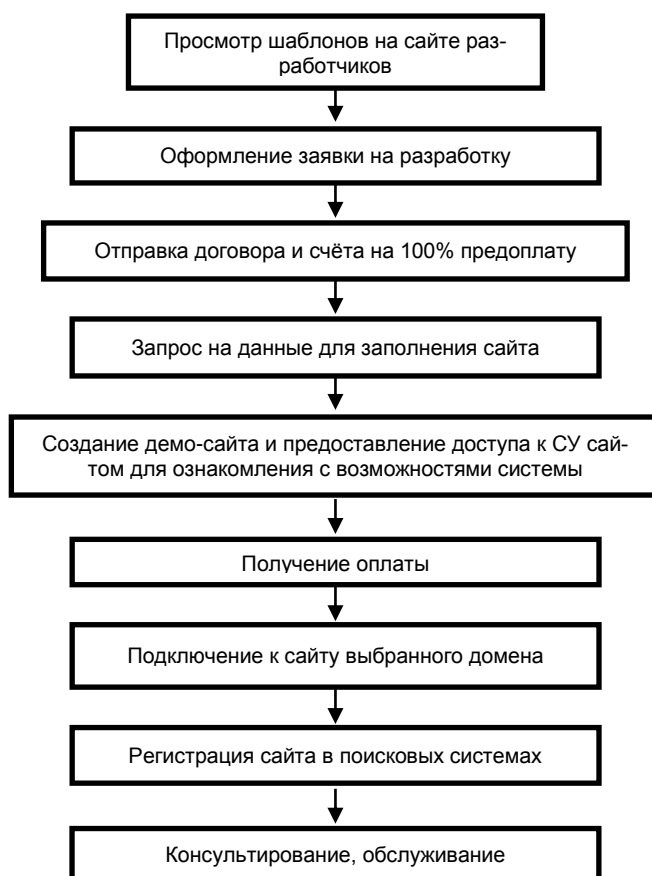 Просмотр шаблонов на сайте раз-
работчиков
Оформление заявки на разработку
Отправка договора и счёта на 100% предоплату
Запрос на данные для заполнения сайта
Создание демо-сайта и предоставление доступа к СУ сай-
том для ознакомления с возможностями системы
Получение оплаты
Подключение к сайту выбранного домена
Регистрация сайта в поисковых системах
Консультирование, обслуживание